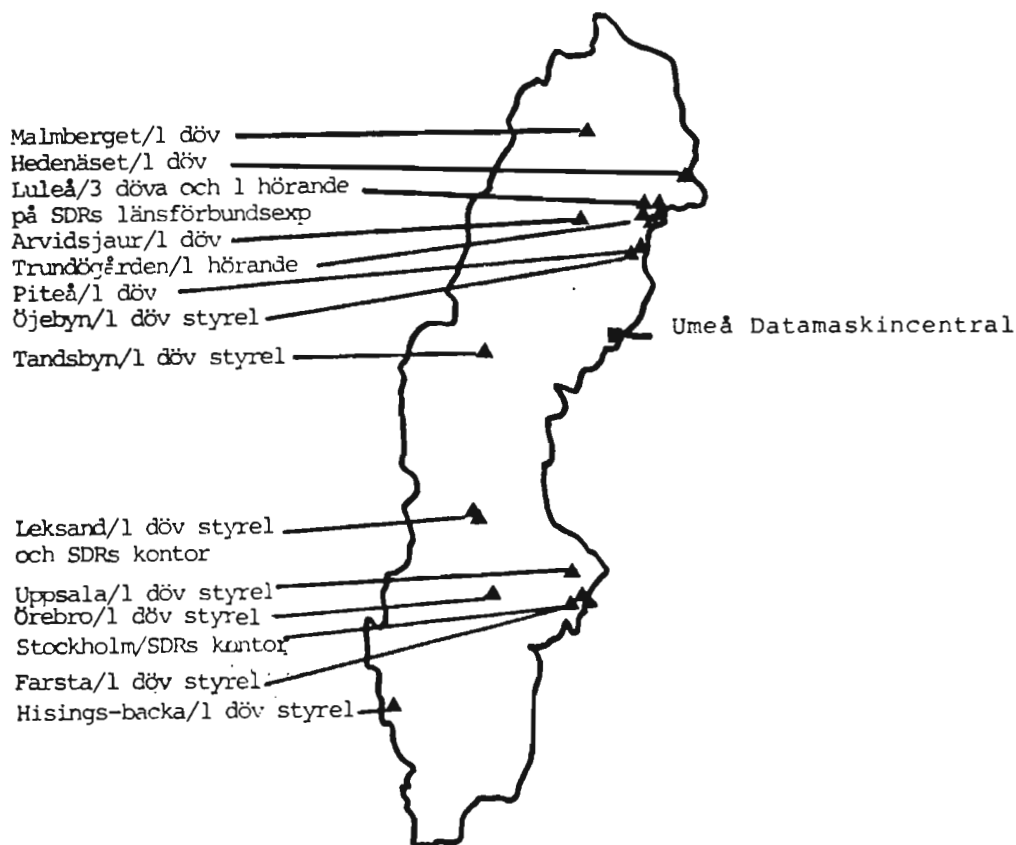 Malmberget/1 döv
Hedenäset/1 döv
Luleå/3 döva och 1 hörande
på SDRs länsförbundsexp
Arvidsjaur/1 döv
Trundögården/1 hörande
Piteå/1 döv
Öjebyn/1 döv styrel
Umeå Datamaskincentral
Tandsbyn/1 döv styrel
Leksand/1 döv styrel
och SDRs kontor
Uppsala/1 döv styrel
Örebro/1 döv styrel
Stockholm/SDRs kontor
Farsta/1 döv styrel
Hisings-backa/1 döv styrel